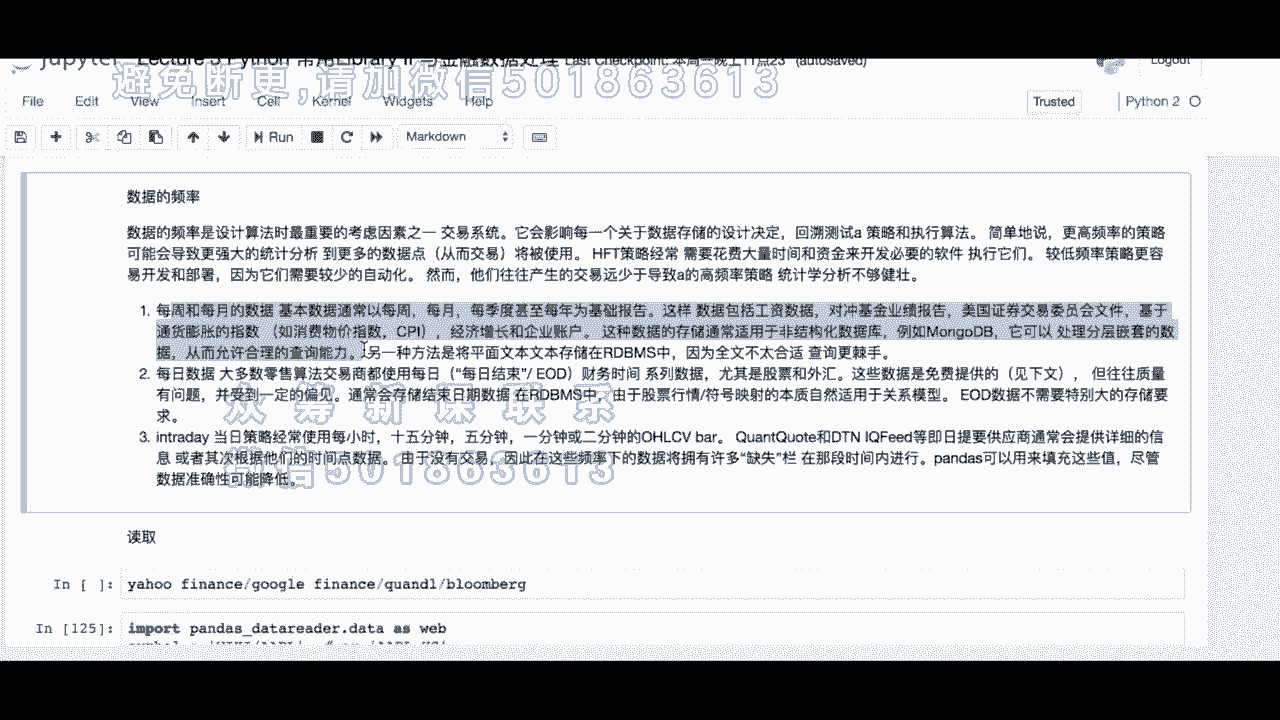 jupyter Lecture 3 Python 常用Library II 与金融数据处理 Last Checkpoint: 本周一晚上11点23 (autosaved)
Logout
避免断更,请加微信501863613
File Edit View Insert Cell Kernel Widgets Help
Trusted
Python 2
Run
Markdown
数据的频率
数据的频率是设计算法时最重要的考虑因素之一 交易系统。它会影响每一个关于数据存储的设计决定，回溯测试a 策略和执行算法。 简单地说，更高频率的策略
可能会导致更强大的统计分析 到更多的数据点（从而交易）将被使用。 HFT策略经常 需要花费大量时间和资金来开发必要的软件 执行它们。 较低频率策略更容
易开发和部署，因为它们需要较少的自动化。 然而，他们往往产生的交易远少于导致a的高频率策略 统计学分析不够健壮。
1. 每周和每月的数据 基本数据通常以每周，每月，每季度甚至每年为基础报告。这样 数据包括工资数据，对冲基金业绩报告，美国证券交易委员会文件，基于
通货膨胀的指数 （如消费物价指数，CPI），经济增长和企业账户。 这种数据的存储通常适用于非结构化数据库，例如MongoDB，它可以 处理分层嵌套的数
据，从而允许合理的查询能力。 另一种方法是将平面文本文本存储在RDBMS中，因为全文不太合适 查询更棘手。
2. 每日数据 大多数零售算法交易商都使用每日（“每日结束”/ EOD）财务时间 系列数据，尤其是股票和外汇。这些数据是免费提供的（见下文）， 但往往质量
有问题，并受到一定的偏见。通常会存储结束日期数据 在RDBMS中，由于股票行情/符号映射的本质自然适用于关系模型。 EOD数据不需要特别大的存储要
求。
众筹新课联系
3. intraday 当日策略经常使用每小时，十五分钟，五分钟，一分钟或二分钟的OHLCV bar。 QuantQuote和DTN IQFeed等即日提要供应商通常会提供详细的信
息 或者其次根据他们的时间点数据。 由于没有交易，因此在这些频率下的数据将拥有许多“缺失”栏 在那段时间内进行。pandas可以用来填充这些值，尽管
数据准确性可能降低。
微信501863613
读取
In [ ]: yahoo finance/google finance/quandl/bloomberg
In [125]: import pandas_datareader.data as web